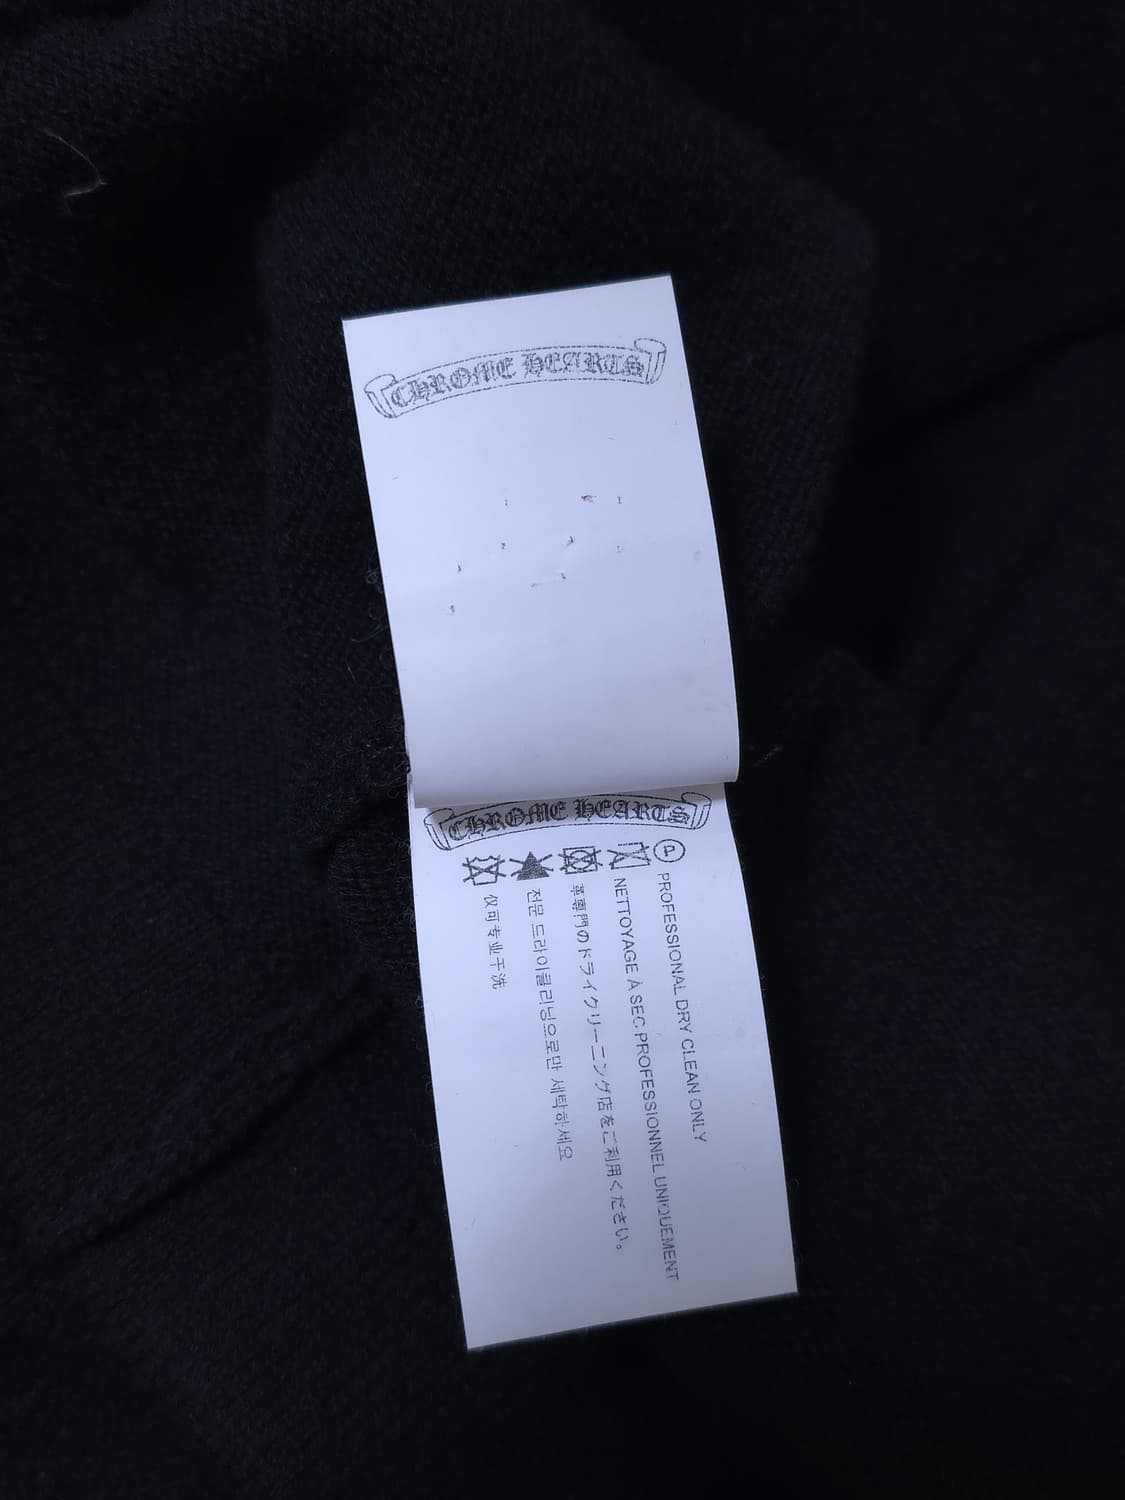 CHROME HEARTS
CHROME HEARTS
P
PROFESSIONAL DRY CLEAN ONLY
NETTOYAGE À SEC PROFESSIONNEL UNIQUEMENT
革専門のドライクリーニング店をご利用ください。
전문 드라이클리닝으로만 세탁하세요
仅可专业干洗